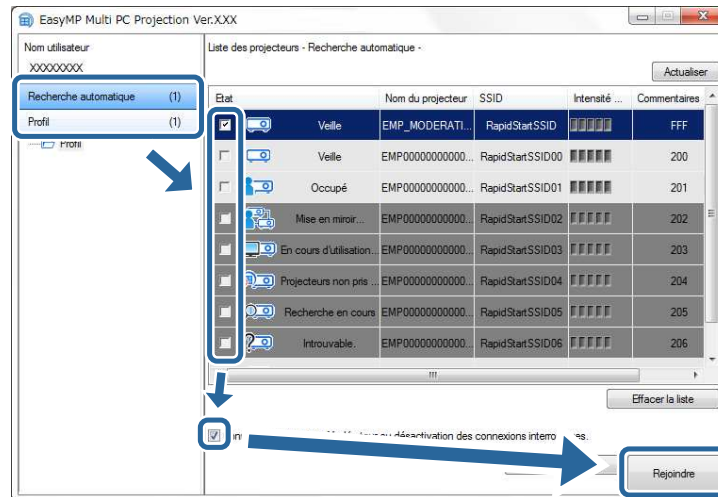 EasyMP Multi PC Projection Ver.X.XX
Nom utilisateur
XXXXXXXX
Recherche automatique (1)
Profil (1)
Profil
Liste des projecteurs - Recherche automatique -
Actualiser
Etat Nom du projecteur SSID Intensité ... Commentaires
Veille EMP_MODERATI... RapidStartSSID FFF
Veille EMP00000000000... RapidStartSSID00 200
Occupé EMP00000000000... RapidStartSSID01 201
Mise en miroir... EMP00000000000... RapidStartSSID02 202
En cours d'utilisation... EMP00000000000... RapidStartSSID03 203
Projecteurs non pris ... EMP00000000000... RapidStartSSID04 204
Recherche en cours EMP00000000000... RapidStartSSID05 205
Introuvable. EMP00000000000... RapidStartSSID06 206
Effacer la liste
ou désactivation des connexions
Rejoindre